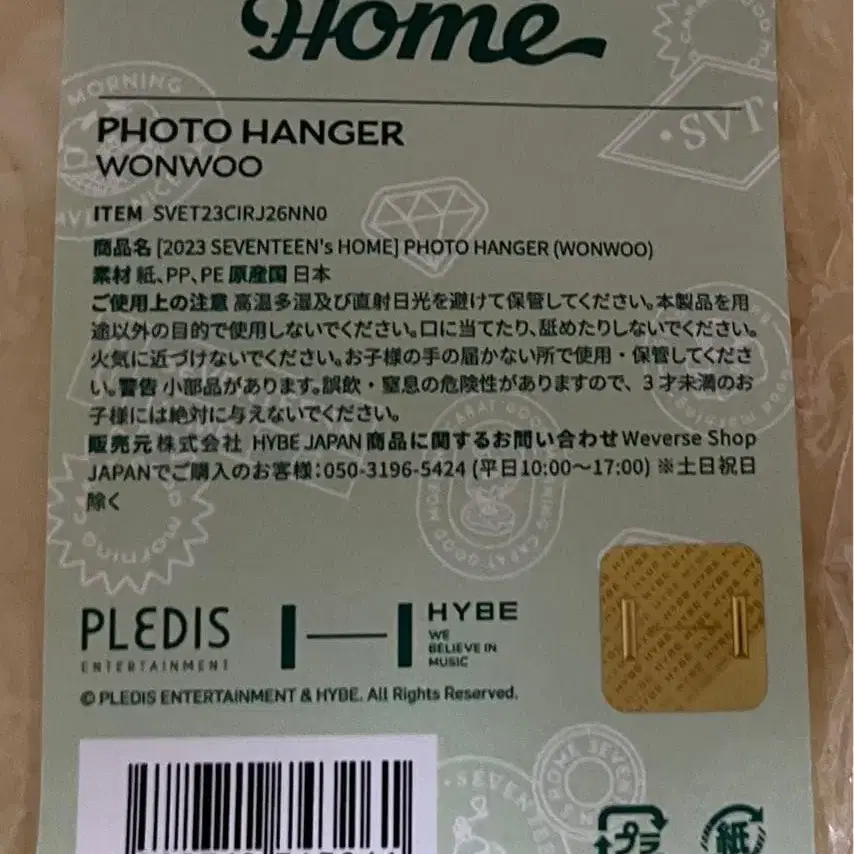 Home
PHOTO HANGER
WONWOO
ITEM SVET23CIRJ26NN0
商品名 [2023 SEVENTEEN's HOME] PHOTO HANGER (WONWOO)
素材 紙、PP、PE 原産国 日本
ご使用上の注意 高温多湿及び直射日光を避けて保管してください。本製品を用
途以外の目的で使用しないでください。口に当てたり、舐めたりしないでください。
火気に近づけないでください。お子様の手の届かない所で使用・保管してくださ
い。警告 小部品があります。誤飲・窒息の危険性がありますので、3才未満のお
子様には絶対に与えないでください。
販売元 株式会社 HYBE JAPAN 商品に関するお問い合わせ Weverse Shop
JAPANでご購入のお客様：050-3196-5424 (平日10:00～17:00) ※土日祝日
除く
PLEDIS
ENTERTAINMENT
HYBE
WE
BELIEVE IN
MUSIC
© PLEDIS ENTERTAINMENT & HYBE. All Rights Reserved.
MORNING
SVT
プラ
紙